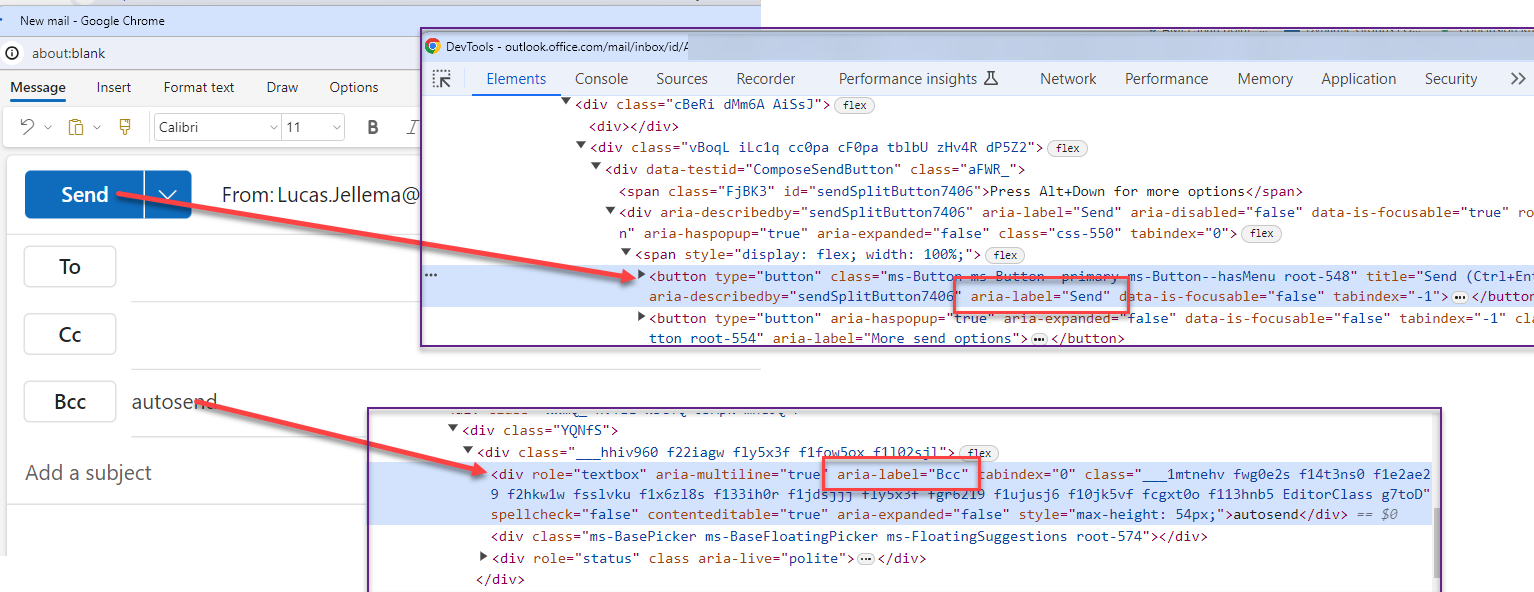 New mail - Google Chrome
about:blank
Message Insert Format text Draw Options
Calibri 11 B I
Send From: Lucas.Jellema@
To
Cc
Bcc autosend
Add a subject
DevTools - outlook.office.com/mail/inbox/id/A
Elements Console Sources Recorder Performance insights Network Performance Memory Application Security
<div class="cBeRi dMm6A AiSsJ"> flex
<div></div>
<div class="vBoqL iLc1q cc0pa cF0pa tblbU zHv4R dP5Z2"> flex
<div data-testid="ComposeSendButton" class="aFWR_">
<span class="FjBK3" id="sendSplitButton7406">Press Alt+Down for more options</span>
<div aria-describedby="sendSplitButton7406" aria-label="Send" aria-disabled="false" data-is-focusable="true" ro
n" aria-haspopup="true" aria-expanded="false" class="css-550" tabindex="0"> flex
<span style="display: flex; width: 100%;"> flex
<button type="button" class="ms-Button ms-Button--primary ms-Button--hasMenu root-548" title="Send (Ctrl+Ent
aria-describedby="sendSplitButton7406" aria-label="Send" data-is-focusable="false" tabindex="-1"> … </button
<button type="button" aria-haspopup="true" aria-expanded="false" data-is-focusable="false" tabindex="-1" cla
tton root-554" aria-label="More send options"> … </button>
<div class="YQNfS">
<div class="___hhiv960 f22iagw fly5x3f f1fow5ox f1l02sjl"> flex
<div role="textbox" aria-multiline="true" aria-label="Bcc" tabindex="0" class="___1mtnehv fwg0e2s f14t3ns0 f1e2ae2
9 f2hkw1w fsslvku f1x6zl8s f133ih0r f1jdsjjj fly5x3f fgr6219 f1ujusj6 f10jk5vf fcgxt0o f113hnb5 EditorClass g7toD"
spellcheck="false" contenteditable="true" aria-expanded="false" style="max-height: 54px;">autosend</div> == $0
<div class="ms-BasePicker ms-BaseFloatingPicker ms-FloatingSuggestions root-574"></div>
<div role="status" class aria-live="polite"> … </div>
</div>